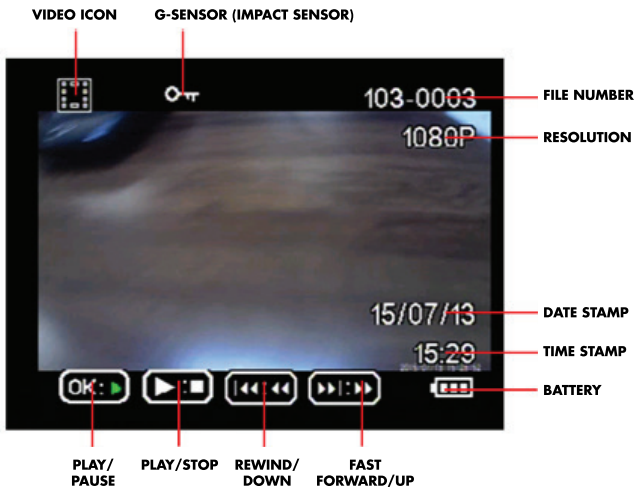 VIDEO ICON
G-SENSOR (IMPACT SENSOR)
103-0003
FILE NUMBER
1080P
RESOLUTION
15/07/13
DATE STAMP
15:29
TIME STAMP
OK:
:
:
:
BATTERY
PLAY/
PAUSE
PLAY/STOP
REWIND/
DOWN
FAST
FORWARD/UP